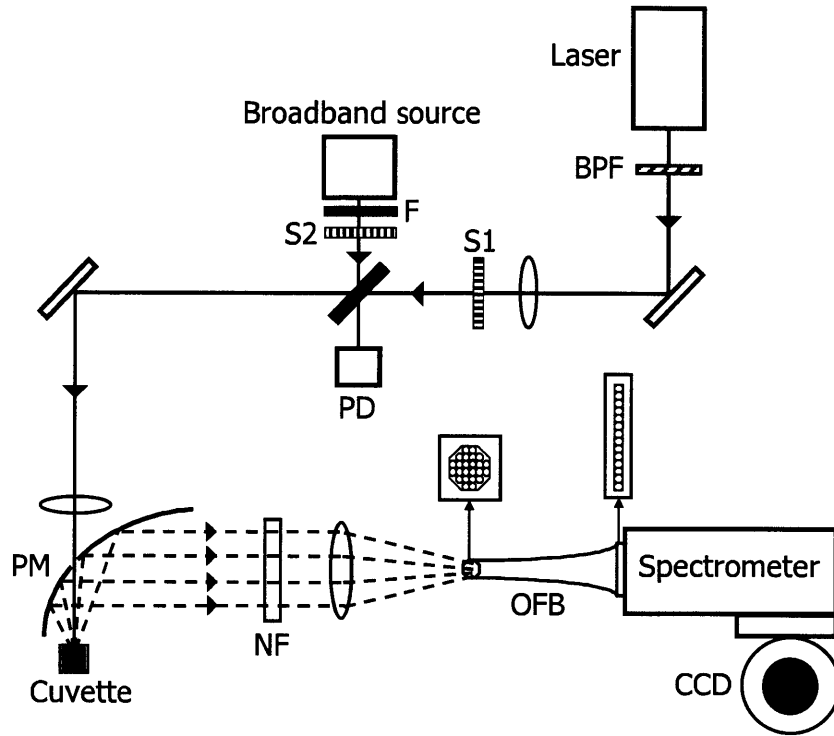 Laser
Broadband source
BPF
F
S2
S1
PD
PM
NF
OFB
Spectrometer
Cuvette
CCD